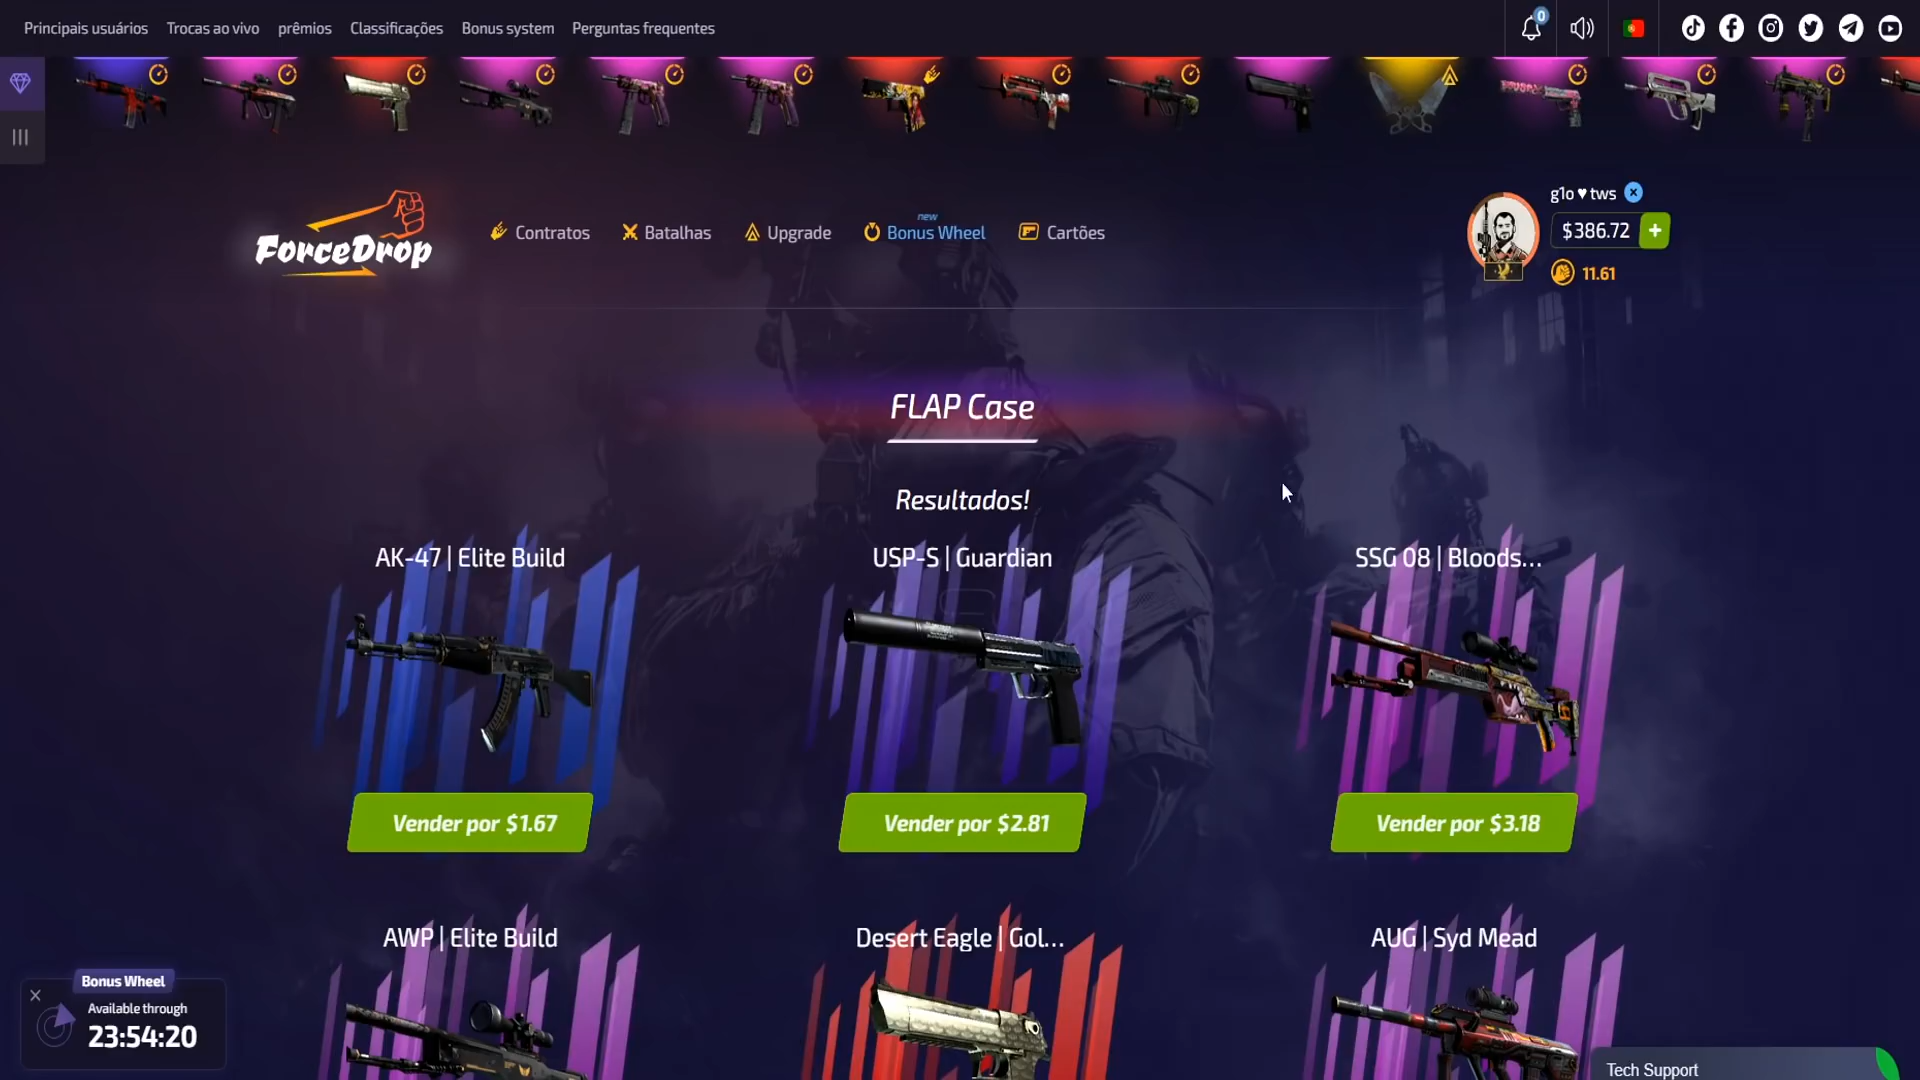 Principais usuários Trocas ao vivo prêmios Classificações Bonus system Perguntas frequentes 0
ForceDrop
Contratos Batalhas Upgrade new Bonus Wheel Cartões
g1o ♥ tws
$386.72 +
11.61
FLAP Case
Resultados!
AK-47 | Elite Build USP-S | Guardian SSG 08 | Bloods...
Vender por $1.67 Vender por $2.81 Vender por $3.18
AWP | Elite Build Desert Eagle | Gol... AUG | Syd Mead
Bonus Wheel
Available through
23:54:20
Tech Support